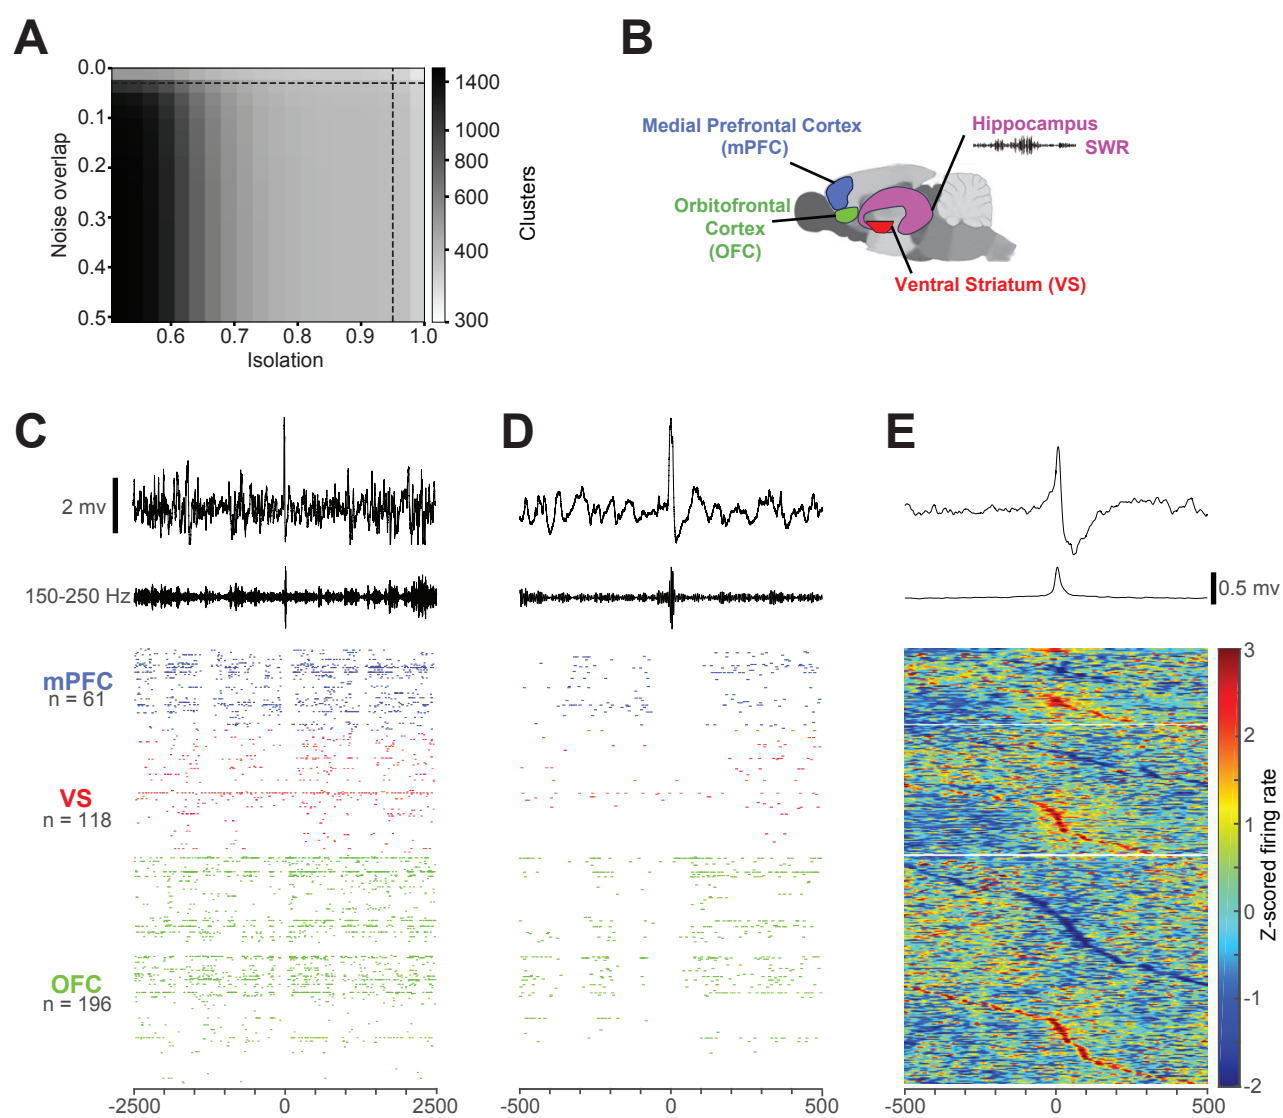 A
0.0
0.1
0.2
0.3
0.4
0.5
Noise overlap
0.6
0.7
0.8
0.9
1.0
Isolation
1400
1000
800
600
400
300
Clusters
B
Medial Prefrontal Cortex
(mPFC)
Hippocampus
SWR
Orbitofrontal
Cortex
(OFC)
Ventral Striatum (VS)
C
2 mv
150-250 Hz
mPFC
n = 61
VS
n = 118
OFC
n = 196
-2500
0
2500
D
-500
0
500
E
0.5 mv
3
2
1
0
-1
-2
Z-scored firing rate
-500
0
500